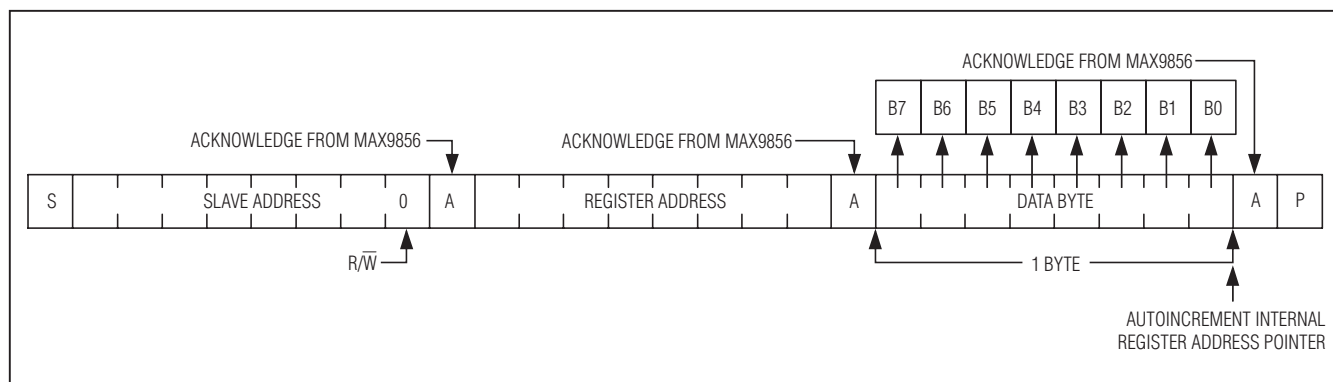 ACKNOWLEDGE FROM MAX9856
B7 B6 B5 B4 B3 B2 B1 B0
ACKNOWLEDGE FROM MAX9856 ACKNOWLEDGE FROM MAX9856
S SLAVE ADDRESS 0 A REGISTER ADDRESS A DATA BYTE A P
R/W̅ 1 BYTE
AUTOINCREMENT INTERNAL
REGISTER ADDRESS POINTER